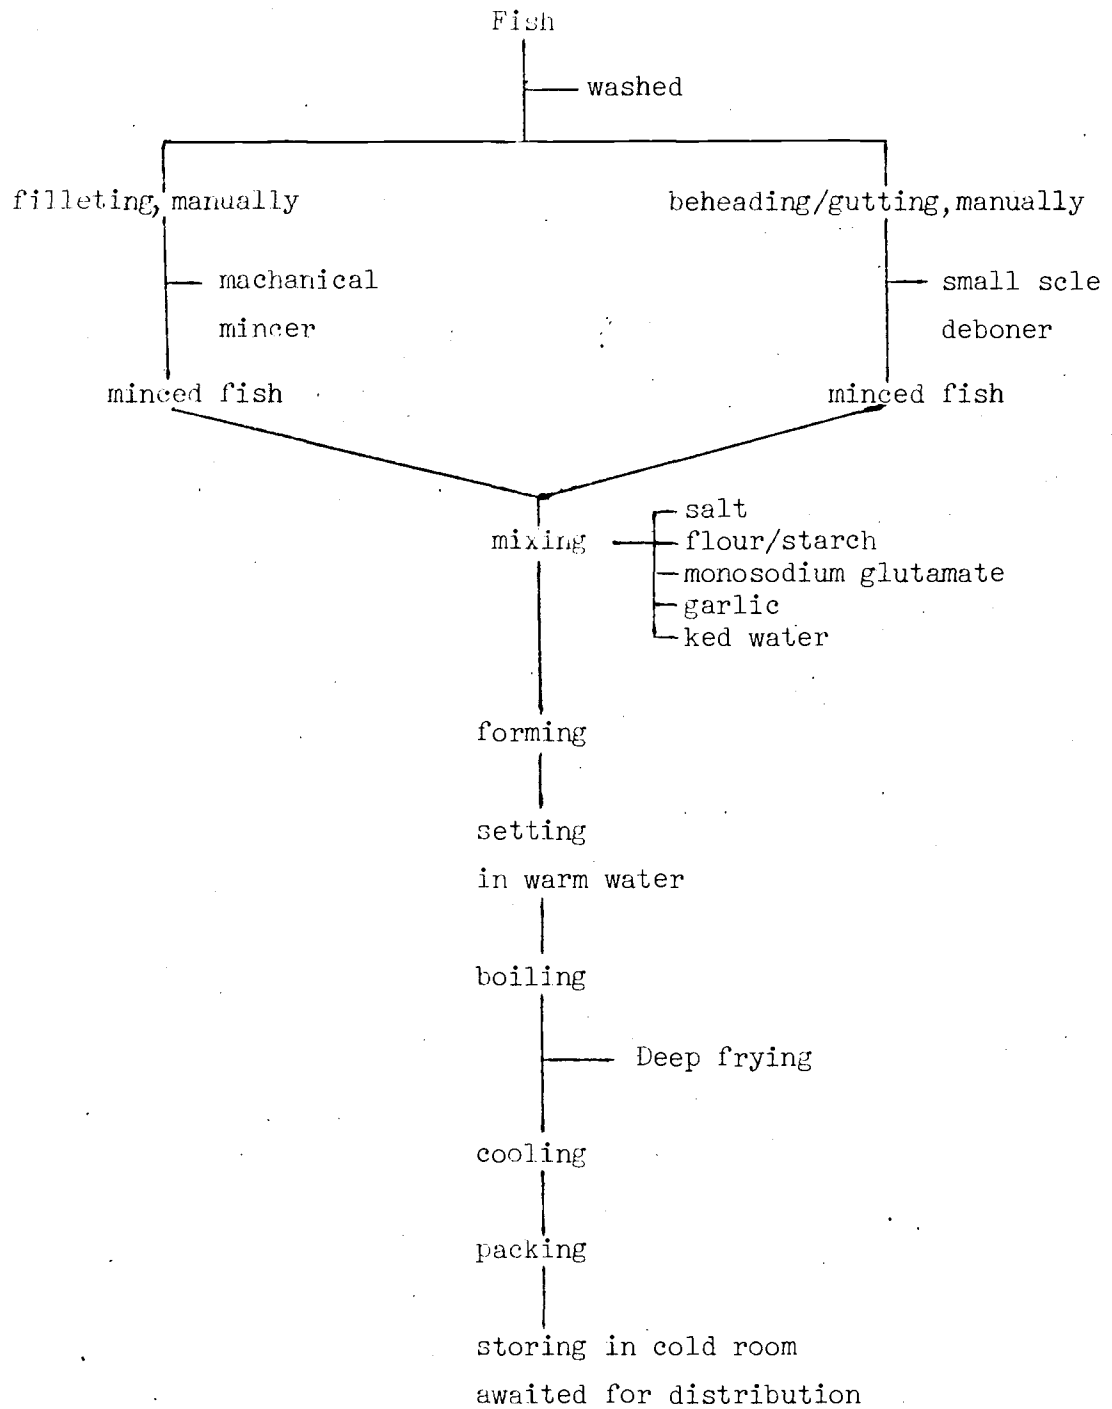 Fish
washed
filleting, manually
beheading/gutting, manually
machanical
mincer
small scle
deboner
minced fish
minced fish
mixing
salt
flour/starch
monosodium glutamate
garlic
ked water
forming
setting
in warm water
boiling
Deep frying
cooling
packing
storing in cold room
awaited for distribution